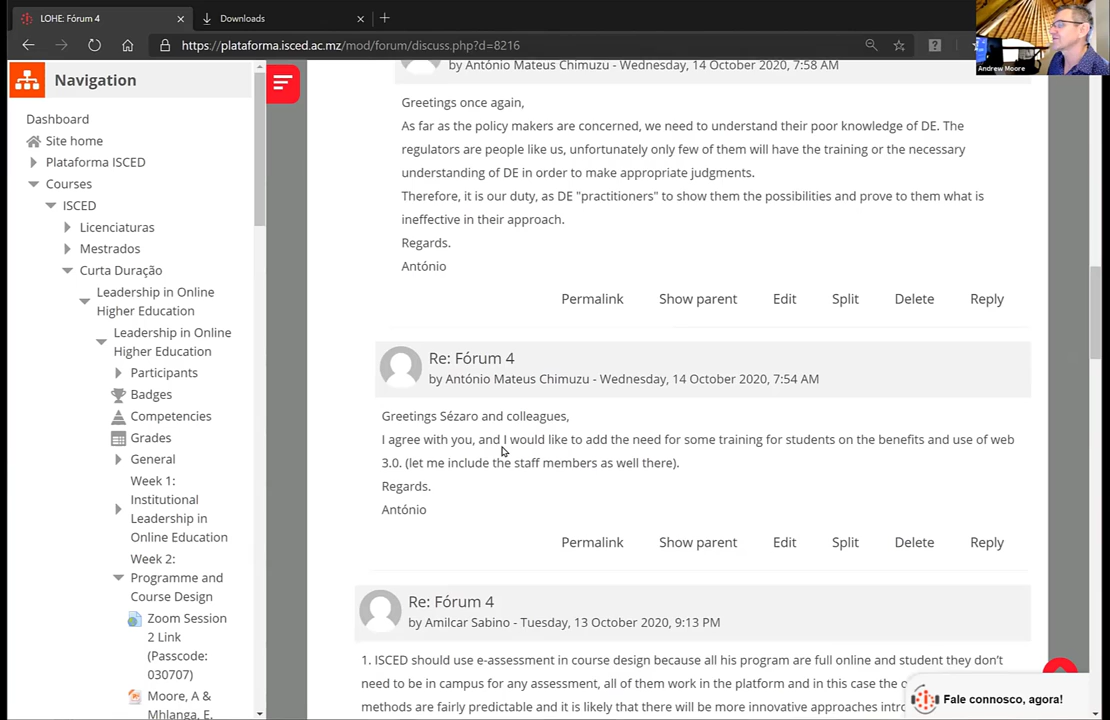 LOHE: Fórum 4
Downloads
https://plataforma.isced.ac.mz/mod/forum/discuss.php?d=8216
Andrew Moore
Navigation
Dashboard
Site home
Plataforma ISCED
Courses
ISCED
Licenciaturas
Mestrados
Curta Duração
Leadership in Online
Higher Education
Leadership in Online
Higher Education
Participants
Badges
Competencies
Grades
General
Week 1:
Institutional
Leadership in
Online Education
Week 2:
Programme and
Course Design
Zoom Session
2 Link
(Passcode:
030707)
Moore, A &
Mhlanga, E.
by António Mateus Chimuzu - Wednesday, 14 October 2020, 7:58 AM
Greetings once again,
As far as the policy makers are concerned, we need to understand their poor knowledge of DE. The
regulators are people like us, unfortunately only few of them will have the training or the necessary
understanding of DE in order to make appropriate judgments.
Therefore, it is our duty, as DE "practitioners" to show them the possibilities and prove to them what is
ineffective in their approach.
Regards.
António
Permalink Show parent Edit Split Delete Reply
Re: Fórum 4
by António Mateus Chimuzu - Wednesday, 14 October 2020, 7:54 AM
Greetings Sézaro and colleagues,
I agree with you, and I would like to add the need for some training for students on the benefits and use of web
3.0. (let me include the staff members as well there).
Regards.
António
Permalink Show parent Edit Split Delete Reply
Re: Fórum 4
by Amilcar Sabino - Tuesday, 13 October 2020, 9:13 PM
1. ISCED should use e-assessment in course design because all his program are full online and student they don't
need to be in campus for any assessment, all of them work in the platform and in this case the
methods are fairly predictable and it is likely that there will be more innovative approaches
Fale connosco, agora!